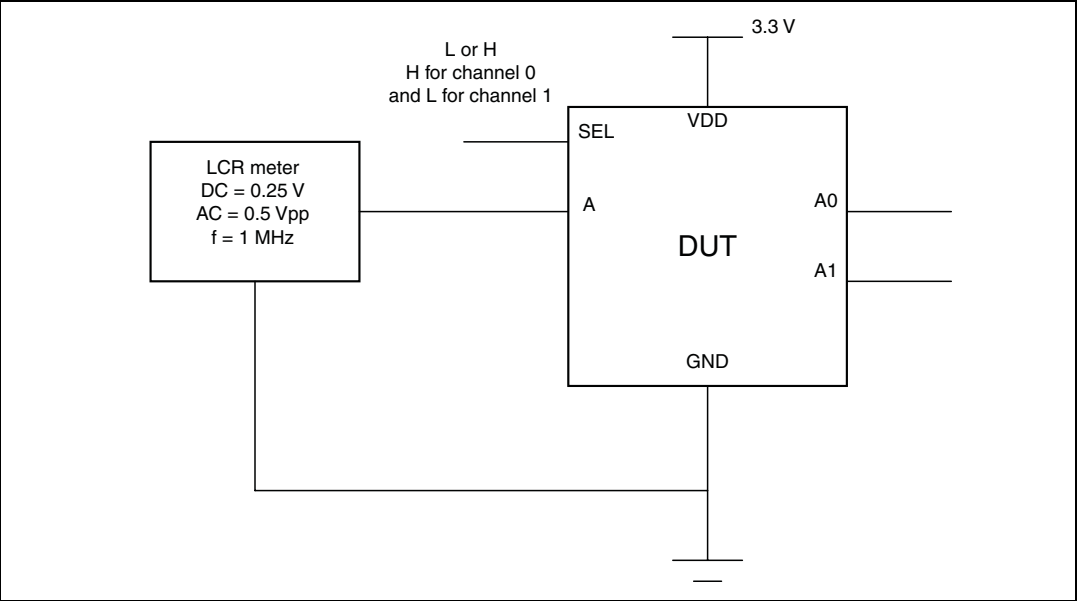 3.3 V
L or H
H for channel 0
and L for channel 1
VDD
SEL
LCR meter
DC = 0.25 V
AC = 0.5 Vpp
f = 1 MHz
A
A0
DUT
A1
GND